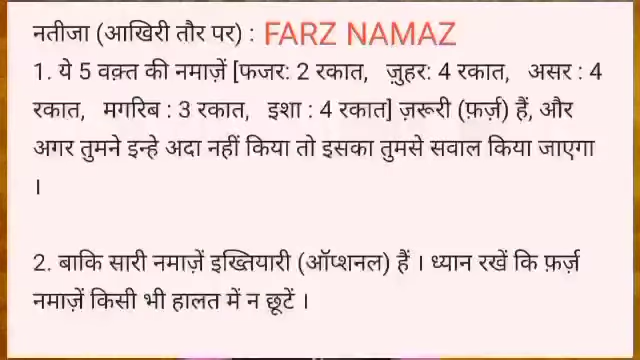 नतीजा (आखिरी तौर पर) : FARZ NAMAZ
1. ये 5 वक़्त की नमाज़ें [फजर: 2 रकात, ज़ुहर: 4 रकात, असर : 4
रकात, मगरिब : 3 रकात, इशा : 4 रकात] ज़रूरी (फ़र्ज़) हैं, और
अगर तुमने इन्हे अदा नहीं किया तो इसका तुमसे सवाल किया जाएगा
।
2. बाकि सारी नमाज़ें इख्तियारी (ऑप्शनल) हैं । ध्यान रखें कि फ़र्ज़
नमाज़ें किसी भी हालत में न छूटें ।